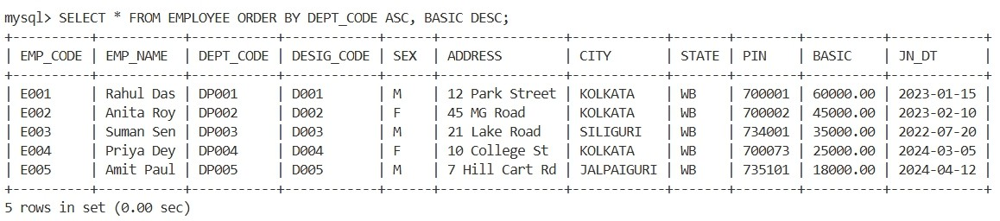 mysql> SELECT * FROM EMPLOYEE ORDER BY DEPT_CODE ASC, BASIC DESC;
+----------+-----------+-----------+------------+-----+----------------+------------+-------+--------+----------+------------+
| EMP_CODE | EMP_NAME  | DEPT_CODE | DESIG_CODE | SEX | ADDRESS        | CITY       | STATE | PIN    | BASIC    | JN_DT      |
+----------+-----------+-----------+------------+-----+----------------+------------+-------+--------+----------+------------+
| E001     | Rahul Das | DP001     | D001       | M   | 12 Park Street | KOLKATA    | WB    | 700001 | 60000.00 | 2023-01-15 |
| E002     | Anita Roy | DP002     | D002       | F   | 45 MG Road     | KOLKATA    | WB    | 700002 | 45000.00 | 2023-02-10 |
| E003     | Suman Sen | DP003     | D003       | M   | 21 Lake Road   | SILIGURI   | WB    | 734001 | 35000.00 | 2022-07-20 |
| E004     | Priya Dey | DP004     | D004       | F   | 10 College St  | KOLKATA    | WB    | 700073 | 25000.00 | 2024-03-05 |
| E005     | Amit Paul | DP005     | D005       | M   | 7 Hill Cart Rd | JALPAIGURI | WB    | 735101 | 18000.00 | 2024-04-12 |
+----------+-----------+-----------+------------+-----+----------------+------------+-------+--------+----------+------------+
5 rows in set (0.00 sec)